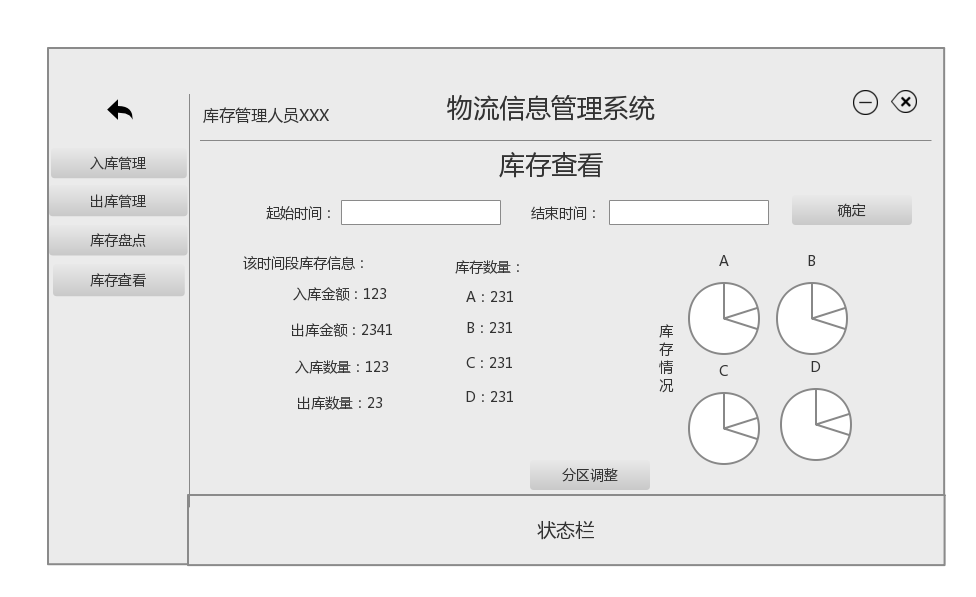 库存管理人员XXX
物流信息管理系统
入库管理
出库管理
库存盘点
库存查看
库存查看
起始时间：
结束时间：
确定
该时间段库存信息：
入库金额：123
出库金额：2341
入库数量：123
出库数量：23
库存数量：
A：231
B：231
C：231
D：231
库存情况
A
B
C
D
分区调整
状态栏